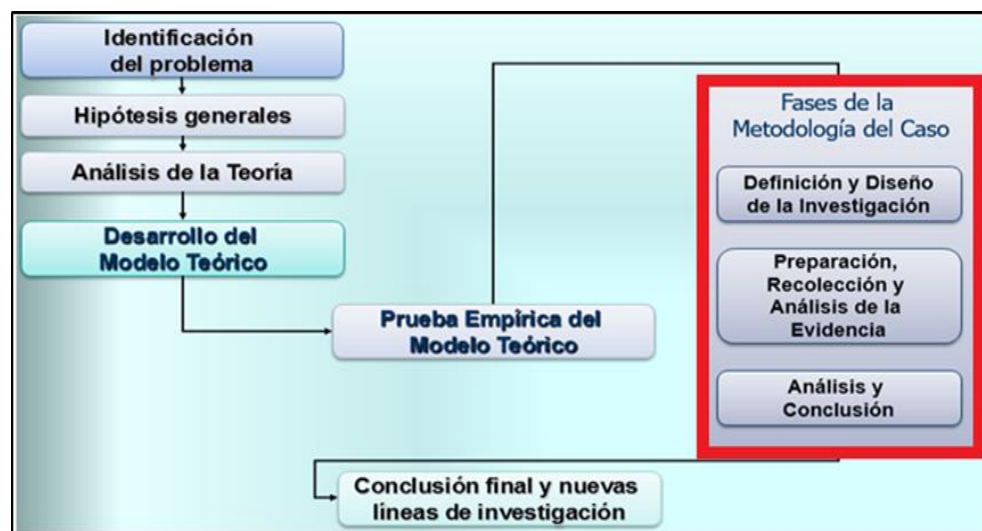 Identificación
del problema
Hipótesis generales
Análisis de la Teoría
Desarrollo del
Modelo Teórico
Prueba Empírica del
Modelo Teórico
Fases de la
Metodología del Caso
Definición y Diseño
de la Investigación
Preparación,
Recolección y
Análisis de la
Evidencia
Análisis y
Conclusión
Conclusión final y nuevas
líneas de investigación